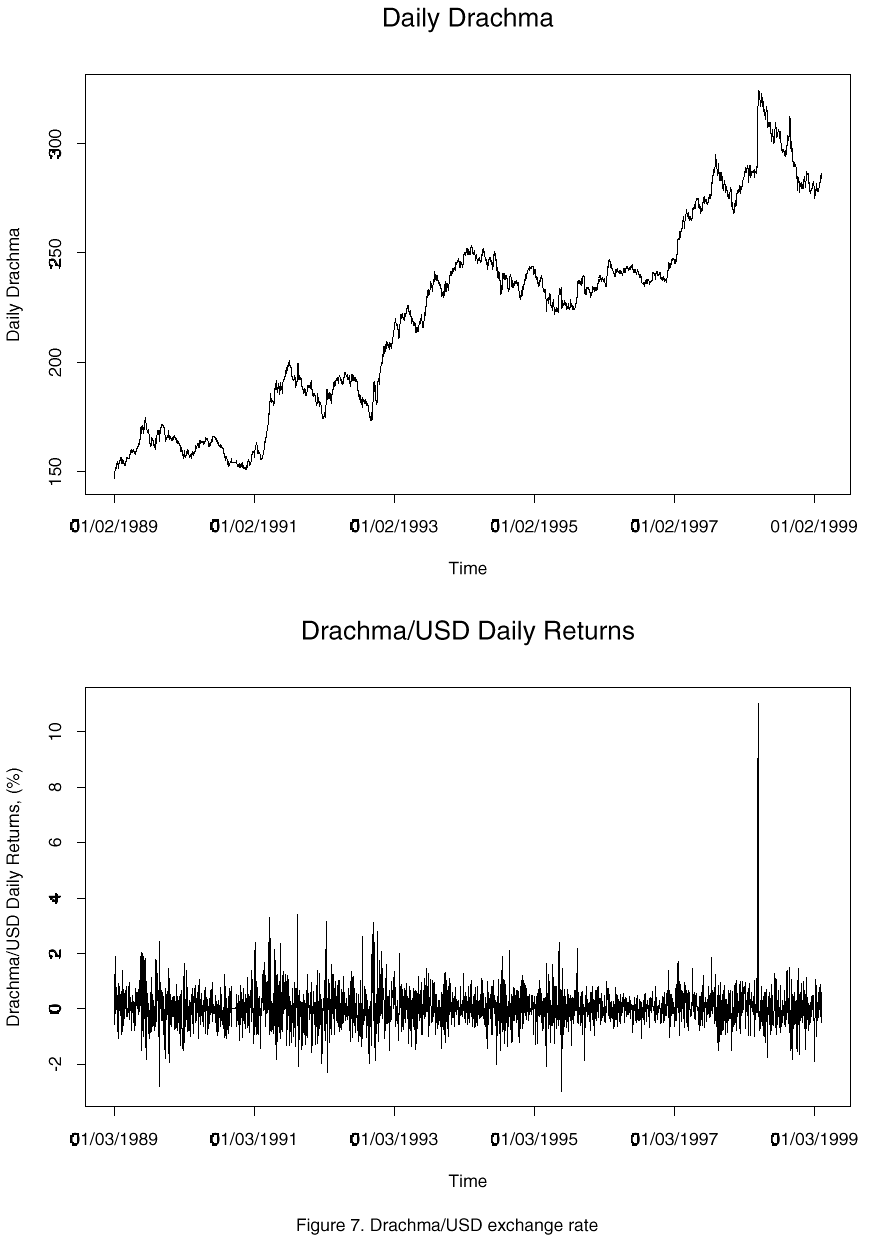 Daily Drachma
Daily Drachma
300
250
200
150
01/02/1989 01/02/1991 01/02/1993 01/02/1995 01/02/1997 01/02/1999
Time
Drachma/USD Daily Returns
Drachma/USD Daily Returns, (%)
10
8
6
4
2
0
-2
01/03/1989 01/03/1991 01/03/1993 01/03/1995 01/03/1997 01/03/1999
Time
Figure 7. Drachma/USD exchange rate